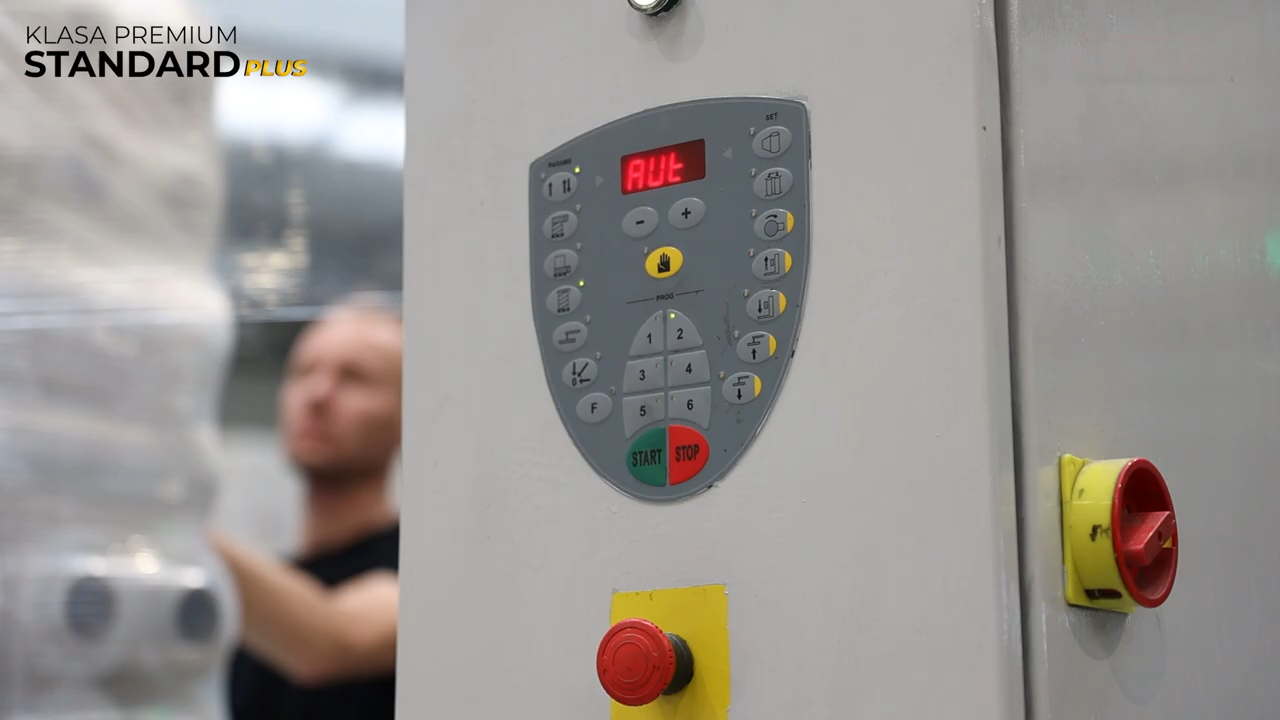 KLASA PREMIUM
STANDARD PLUS
SET
AUt
-
+
PROG
1
2
3
4
5
6
F
START
STOP